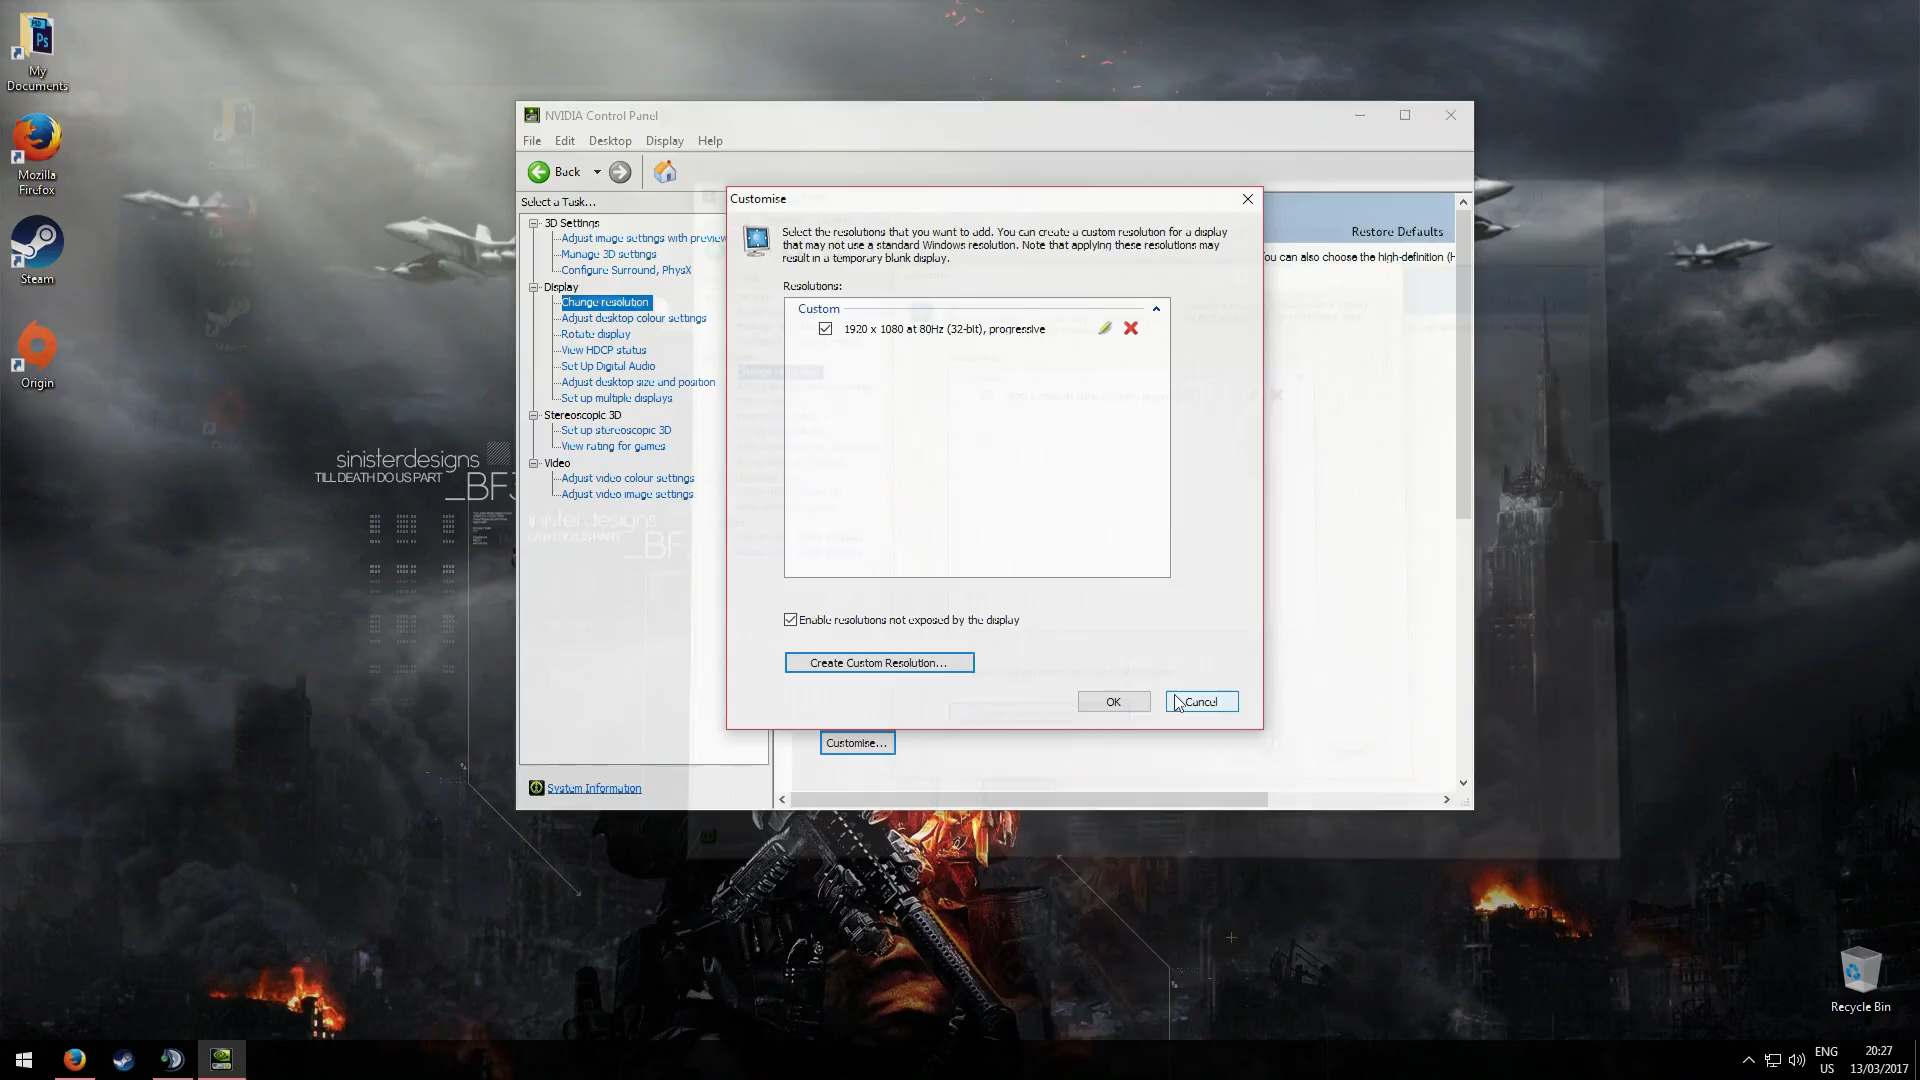 My
Documents
Mozilla
Firefox
Steam
Origin
NVIDIA Control Panel
File Edit Desktop Display Help
Back
Select a Task...
3D Settings
Adjust image settings with preview
Manage 3D settings
Configure Surround, PhysX
Display
Change resolution
Adjust desktop colour settings
Rotate display
View HDCP status
Set Up Digital Audio
Adjust desktop size and position
Set up multiple displays
Stereoscopic 3D
Set up stereoscopic 3D
View rating for games
Video
Adjust video colour settings
Adjust video image settings
System Information
Restore Defaults
You can also choose the high-definition (H
Customise
Select the resolutions that you want to add. You can create a custom resolution for a display
that may not use a standard Windows resolution. Note that applying these resolutions may
result in a temporary blank display.
Resolutions:
Custom
1920 x 1080 at 80Hz (32-bit), progressive
Enable resolutions not exposed by the display
Create Custom Resolution...
OK Cancel
Customise...
sinisterdesigns
TILL DEATH DO US PART
_BF3
Recycle Bin
ENG
US
20:27
13/03/2017